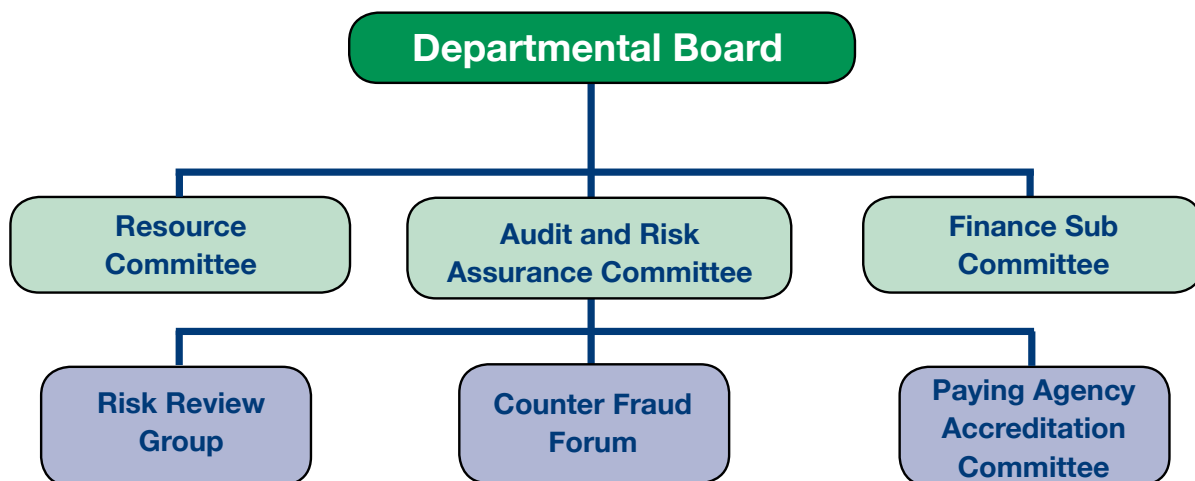 Departmental Board
Resource
Committee
Audit and Risk
Assurance Committee
Finance Sub
Committee
Risk Review
Group
Counter Fraud
Forum
Paying Agency
Accreditation
Committee